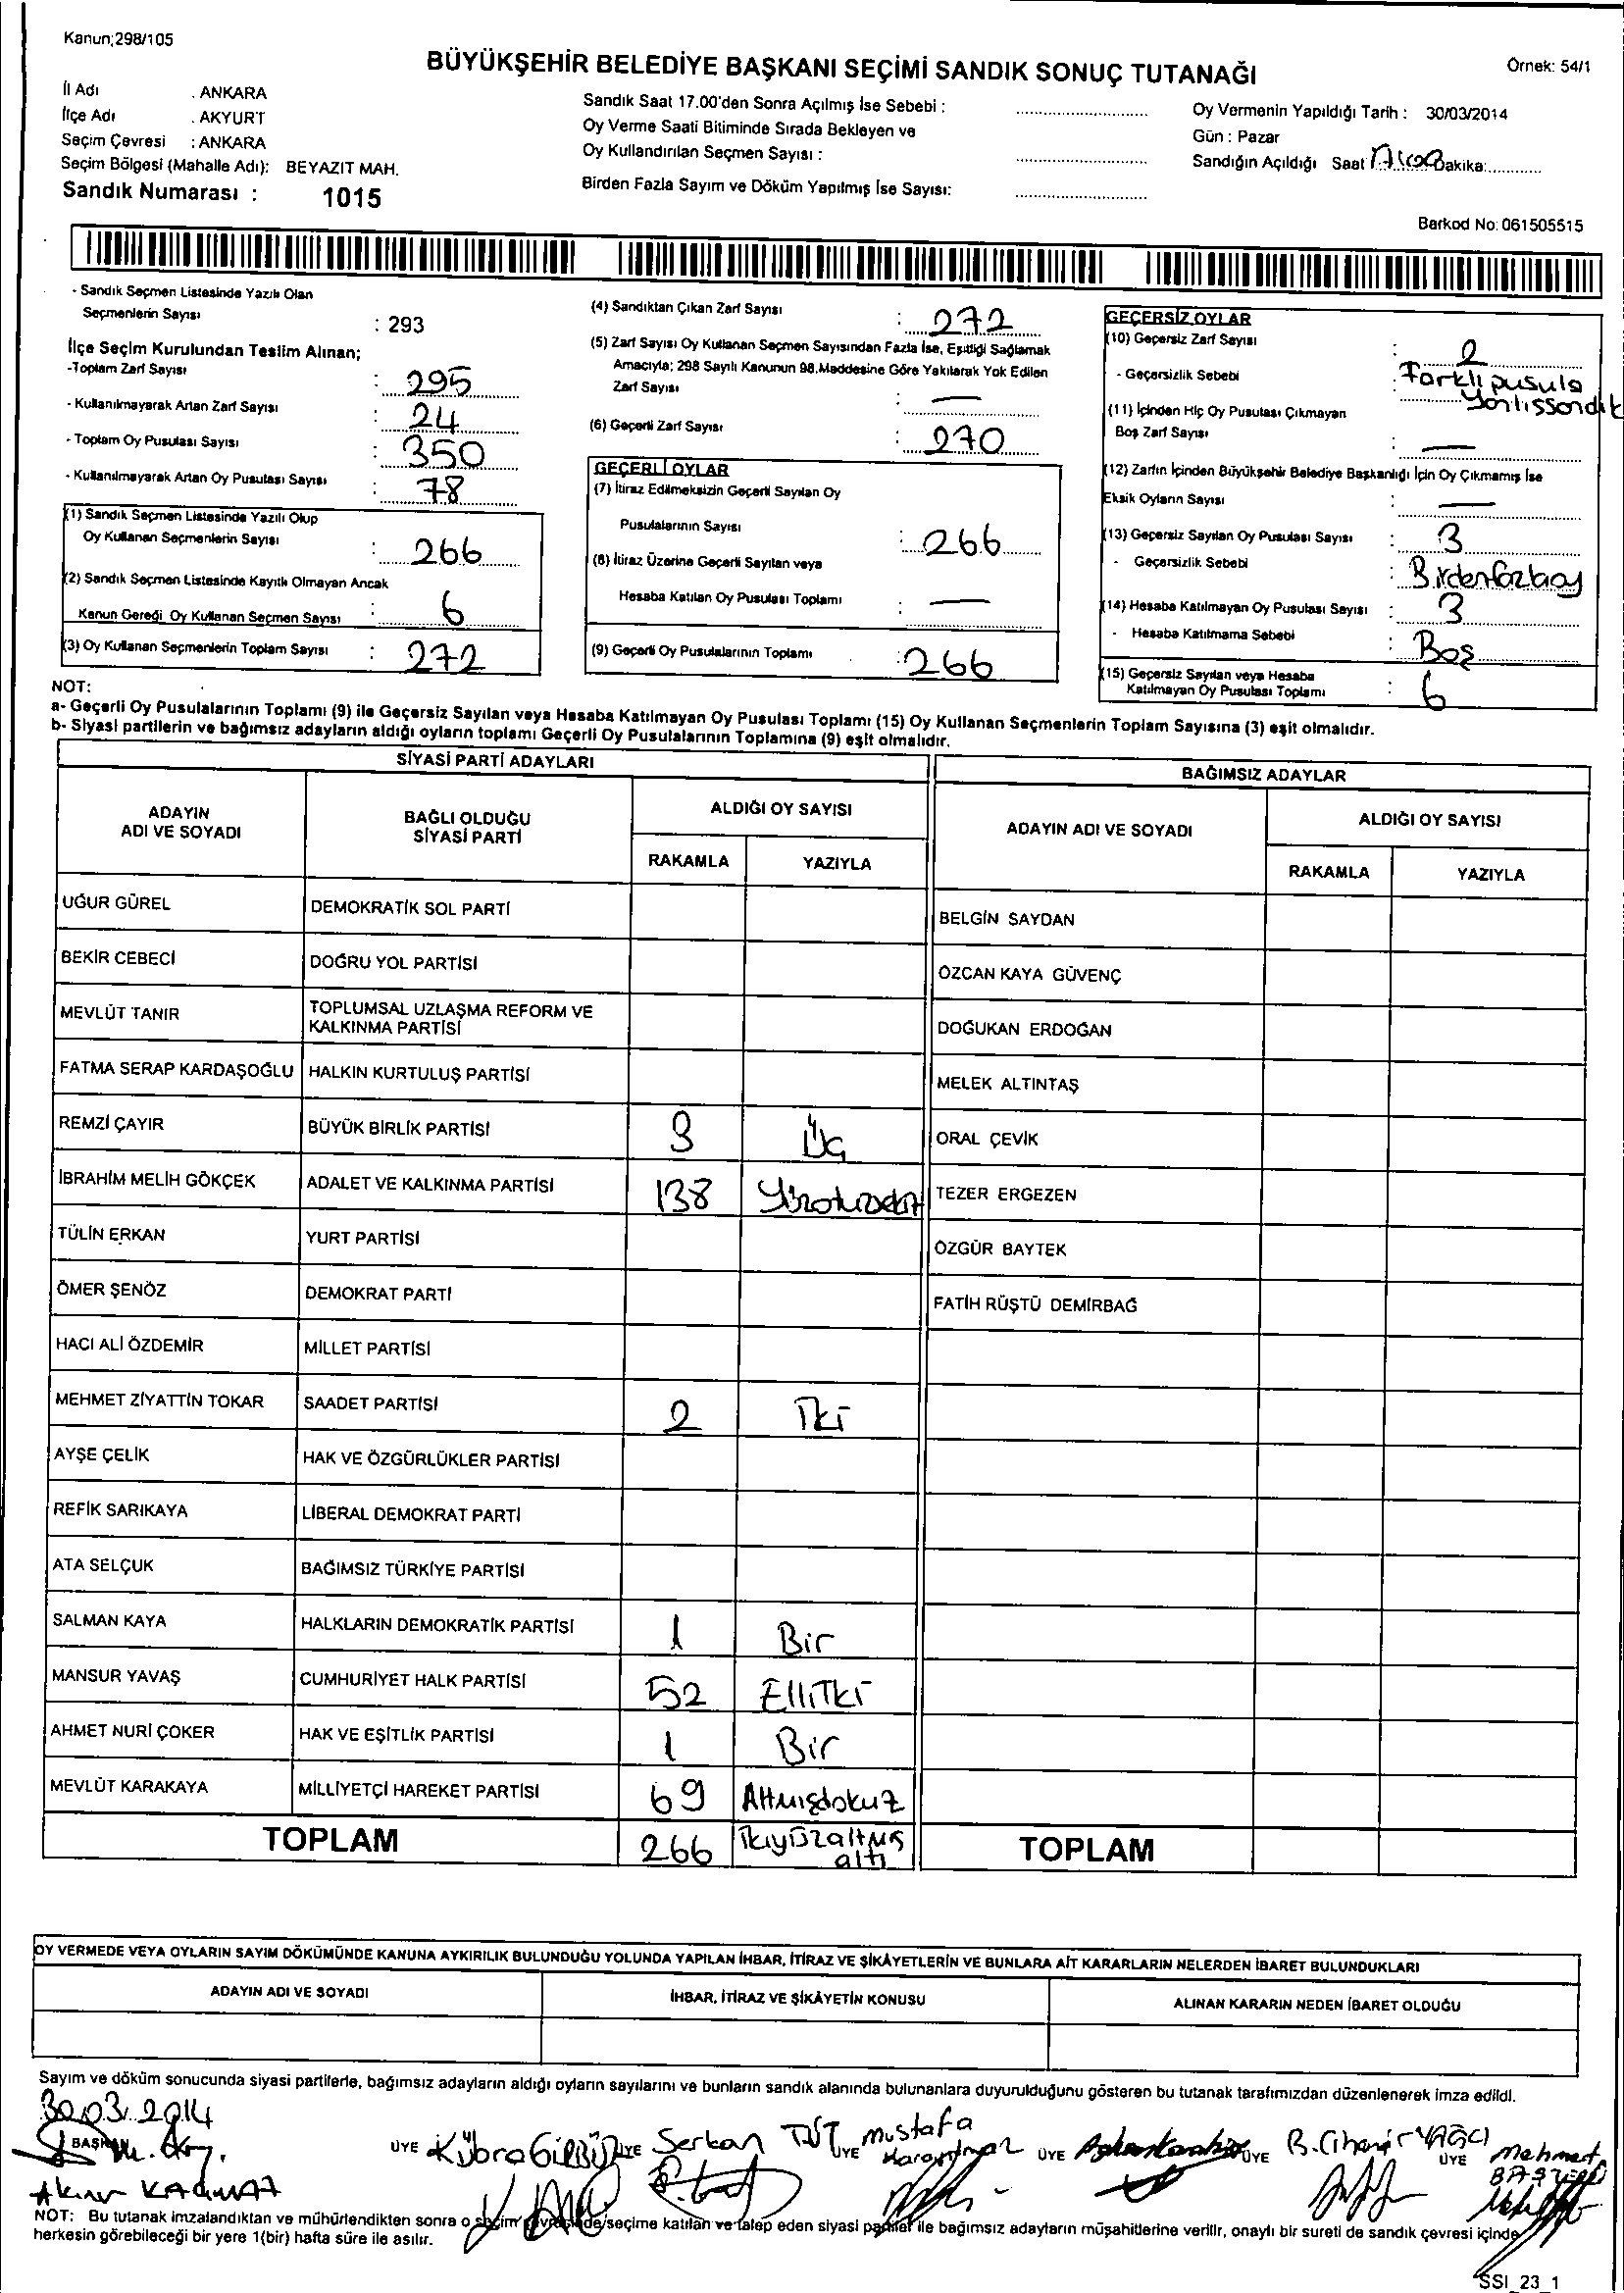 Kanun;298/105
BÜYÜKŞEHİR BELEDİYE BAŞKANI SEÇİMİ SANDIK SONUÇ TUTANAĞI
Örnek: 54/1
İl Adı : ANKARA
İlçe Adı : AKYURT
Seçim Çevresi : ANKARA
Seçim Bölgesi (Mahalle Adı): BEYAZIT MAH.
Sandık Numarası : 1015
Sandık Saat 17.00'den Sonra Açılmış İse Sebebi :
Oy Verme Saati Bitiminde Sırada Bekleyen ve
Oy Kullandırılan Seçmen Sayısı :
Birden Fazla Sayım ve Döküm Yapılmış İse Sayısı:
Oy Vermenin Yapıldığı Tarih : 30/03/2014
Gün : Pazar
Sandığın Açıldığı Saat Dakika:
Barkod No: 061505515
- Sandık Seçmen Listesinde Yazılı Olan
Seçmenlerin Sayısı : 293
İlçe Seçim Kurulundan Teslim Alınan;
-Toplam Zarf Sayısı : 295
- Kullanılmayarak Artan Zarf Sayısı : 24
- Toplam Oy Pusulası Sayısı : 350
- Kullanılmayarak Artan Oy Pusulası Sayısı : 78
(1) Sandık Seçmen Listesinde Yazılı Olup
Oy Kullanan Seçmenlerin Sayısı : 266
(2) Sandık Seçmen Listesinde Kayıtlı Olmayan Ancak
Kanun Gereği Oy Kullanan Seçmen Sayısı : 6
(3) Oy Kullanan Seçmenlerin Toplam Sayısı : 272
(4) Sandıktan Çıkan Zarf Sayısı : 272
(5) Zarf Sayısı Oy Kullanan Seçmen Sayısından Fazla İse, Eşitliği Sağlamak
Amacıyla; 298 Sayılı Kanunun 98.Maddesine Göre Yakılarak Yok Edilen
Zarf Sayısı : —
(6) Geçerli Zarf Sayısı : 270
GEÇERLİ OYLAR
(7) İtiraz Edilmeksizin Geçerli Sayılan Oy
Pusulalarının Sayısı : 266
(8) İtiraz Üzerine Geçerli Sayılan veya
Hesaba Katılan Oy Pusulası Toplamı : —
(9) Geçerli Oy Pusulalarının Toplamı : 266
GEÇERSİZ OYLAR
(10) Geçersiz Zarf Sayısı : 2
- Geçersizlik Sebebi : Farklı pusula
Yanlıssandık
(11) İçinden Hiç Oy Pusulası Çıkmayan
Boş Zarf Sayısı : —
(12) Zarfın İçinden Büyükşehir Belediye Başkanlığı İçin Oy Çıkmamış İse
Eksik Oyların Sayısı : —
(13) Geçersiz Sayılan Oy Pusulası Sayısı : 3
- Geçersizlik Sebebi : Birdenfazlaoy
(14) Hesaba Katılmayan Oy Pusulası Sayısı : 3
- Hesaba Katılmama Sebebi : Boş
(15) Geçersiz Sayılan veya Hesaba
Katılmayan Oy Pusulası Toplamı : 6
NOT:
a- Geçerli Oy Pusulalarının Toplamı (9) ile Geçersiz Sayılan veya Hesaba Katılmayan Oy Pusulası Toplamı (15) Oy Kullanan Seçmenlerin Toplam Sayısına (3) eşit olmalıdır.
b- Siyasi partilerin ve bağımsız adayların aldığı oyların toplamı Geçerli Oy Pusulalarının Toplamına (9) eşit olmalıdır.
SİYASİ PARTİ ADAYLARI
ADAYIN ADI VE SOYADI BAĞLI OLDUĞU SİYASİ PARTİ ALDIĞI OY SAYISI
RAKAMLA YAZIYLA
UĞUR GÜREL DEMOKRATİK SOL PARTİ
BEKİR CEBECİ DOĞRU YOL PARTİSİ
MEVLÜT TANIR TOPLUMSAL UZLAŞMA REFORM VE KALKINMA PARTİSİ
FATMA SERAP KARDAŞOĞLU HALKIN KURTULUŞ PARTİSİ
REMZİ ÇAYIR BÜYÜK BİRLİK PARTİSİ 3 Üç
İBRAHİM MELİH GÖKÇEK ADALET VE KALKINMA PARTİSİ 138 Yüzotuzsekiz
TÜLİN ERKAN YURT PARTİSİ
ÖMER ŞENÖZ DEMOKRAT PARTİ
HACI ALİ ÖZDEMİR MİLLET PARTİSİ
MEHMET ZİYATTİN TOKAR SAADET PARTİSİ 2 İki
AYŞE ÇELİK HAK VE ÖZGÜRLÜKLER PARTİSİ
REFİK SARIKAYA LİBERAL DEMOKRAT PARTİ
ATA SELÇUK BAĞIMSIZ TÜRKİYE PARTİSİ
SALMAN KAYA HALKLARIN DEMOKRATİK PARTİSİ 1 Bir
MANSUR YAVAŞ CUMHURİYET HALK PARTİSİ 52 Elliİki
AHMET NURİ ÇOKER HAK VE EŞİTLİK PARTİSİ 1 Bir
MEVLÜT KARAKAYA MİLLİYETÇİ HAREKET PARTİSİ 69 Altmışdokuz
TOPLAM 266 ikiyüzaltmış altı
BAĞIMSIZ ADAYLAR
ADAYIN ADI VE SOYADI ALDIĞI OY SAYISI
RAKAMLA YAZIYLA
BELGİN SAYDAN
ÖZCAN KAYA GÜVENÇ
DOĞUKAN ERDOĞAN
MELEK ALTINTAŞ
ORAL ÇEVİK
TEZER ERGEZEN
ÖZGÜR BAYTEK
FATİH RÜŞTÜ DEMİRBAĞ
TOPLAM
OY VERMEDE VEYA OYLARIN SAYIM DÖKÜMÜNDE KANUNA AYKIRILIK BULUNDUĞU YOLUNDA YAPILAN İHBAR, İTİRAZ VE ŞİKÂYETLERİN VE BUNLARA AİT KARARLARIN NELERDEN İBARET BULUNDUKLARI
ADAYIN ADI VE SOYADI İHBAR, İTİRAZ VE ŞİKÂYETİN KONUSU ALINAN KARARIN NEDEN İBARET OLDUĞU
Sayım ve döküm sonucunda siyasi partilerle, bağımsız adayların aldığı oyların sayılarını ve bunların sandık alanında bulunanlara duyurulduğunu gösteren bu tutanak tarafımızdan düzenlenerek imza edildi.
30.03.2014
BAŞKAN ÜYE Kübra ÜYE Serkan ÜYE Mustafa ÜYE ÜYE B. Cihangir YAĞCI ÜYE Mehmet
NOT: Bu tutanak imzalandıktan ve mühürlendikten sonra o seçim çevresinde/seçime katılan ve talep eden siyasi partiler ile bağımsız adayların müşahitlerine verilir, onaylı bir sureti de sandık çevresi içinde
herkesin görebileceği bir yere 1(bir) hafta süre ile asılır.
SSI_23_1